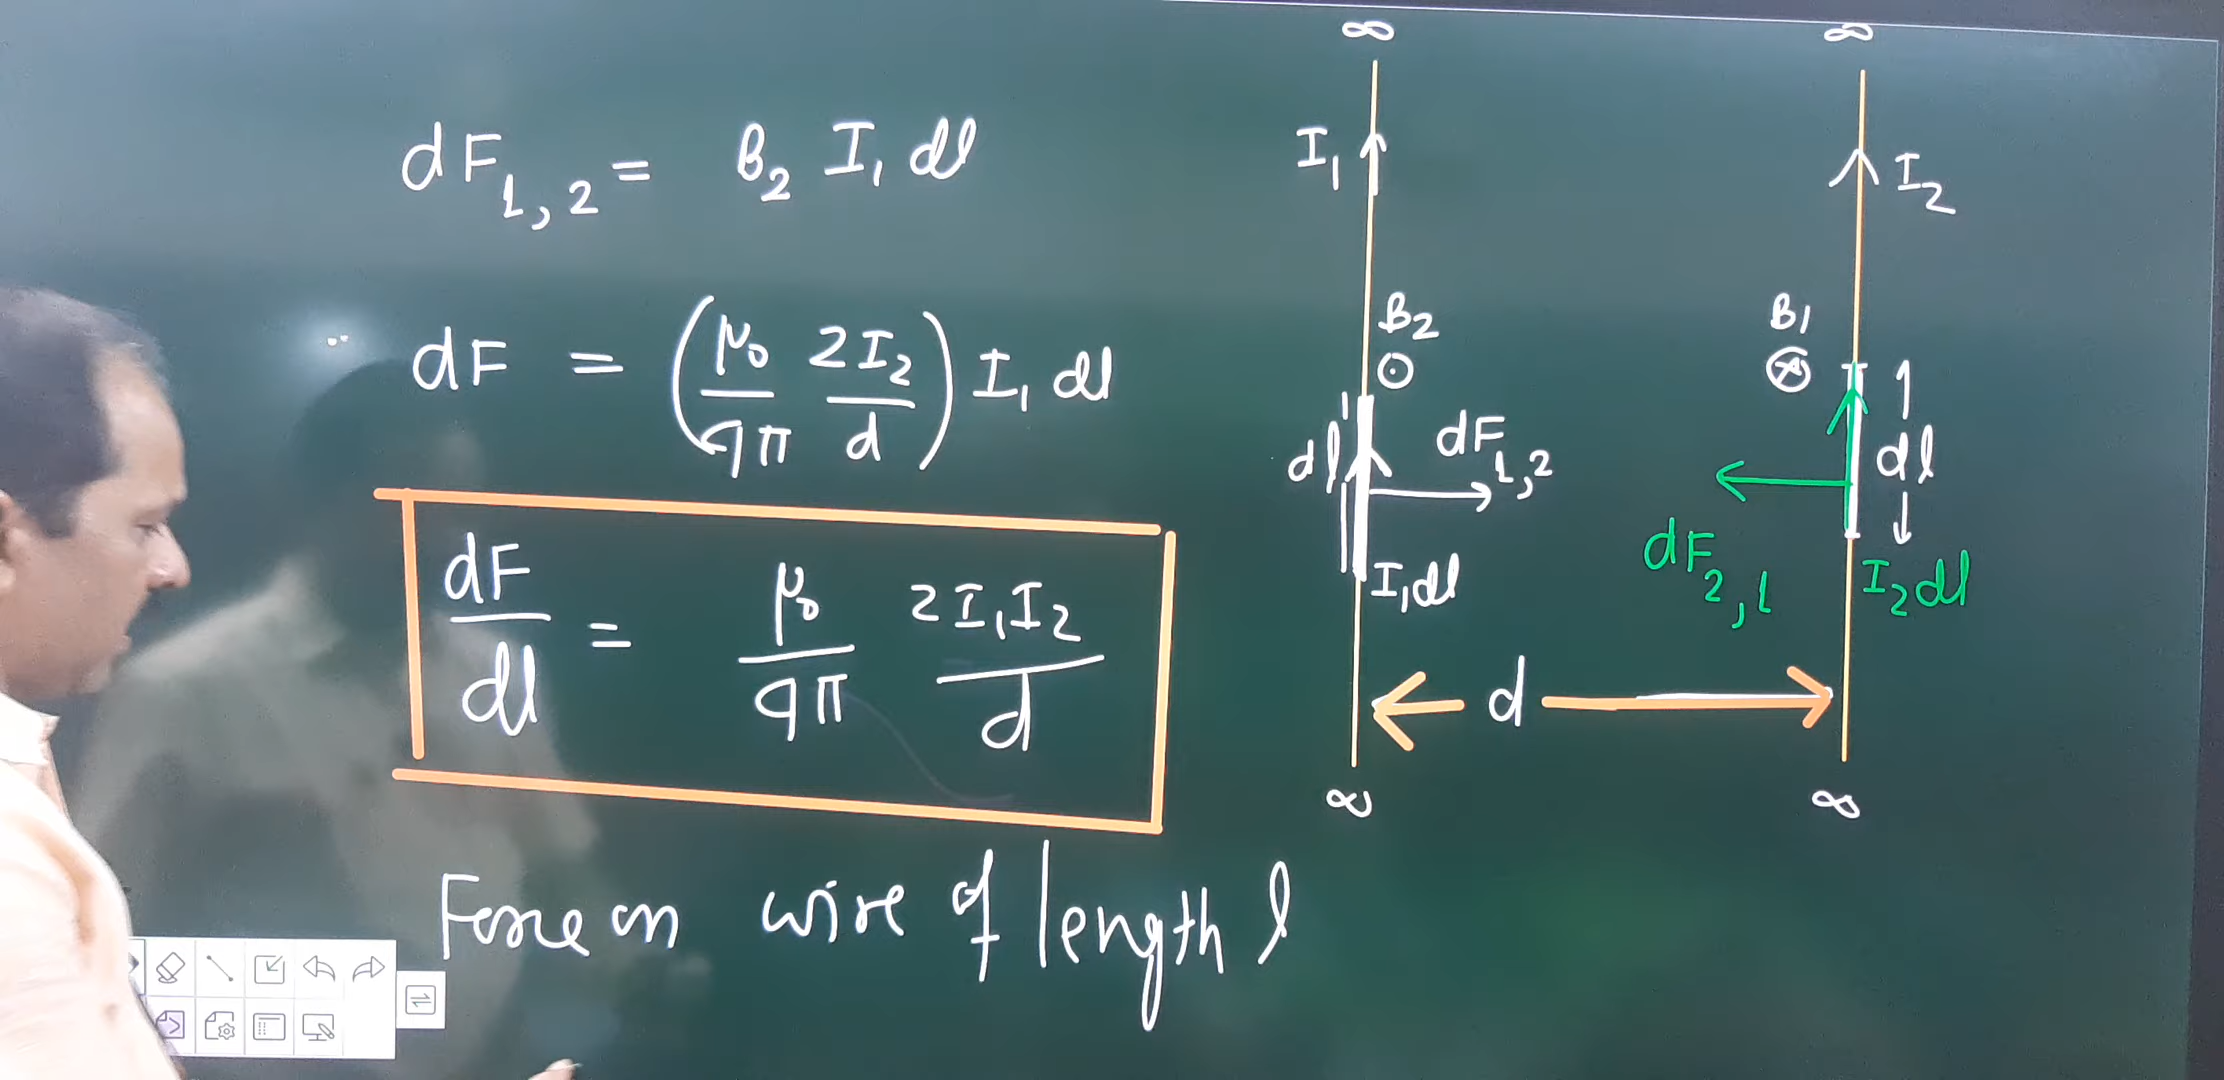 dF1,2 = B2 I1 dl
dF = (μ0/4π 2I2/d) I1 dl
dF/dl = μ0/4π 2I1I2/d
Force on wire of length l
∞ ∞
I1 I2
B2 B1
dl dF1,2 dl
I1dl dF2,1 I2dl
d
∞ ∞